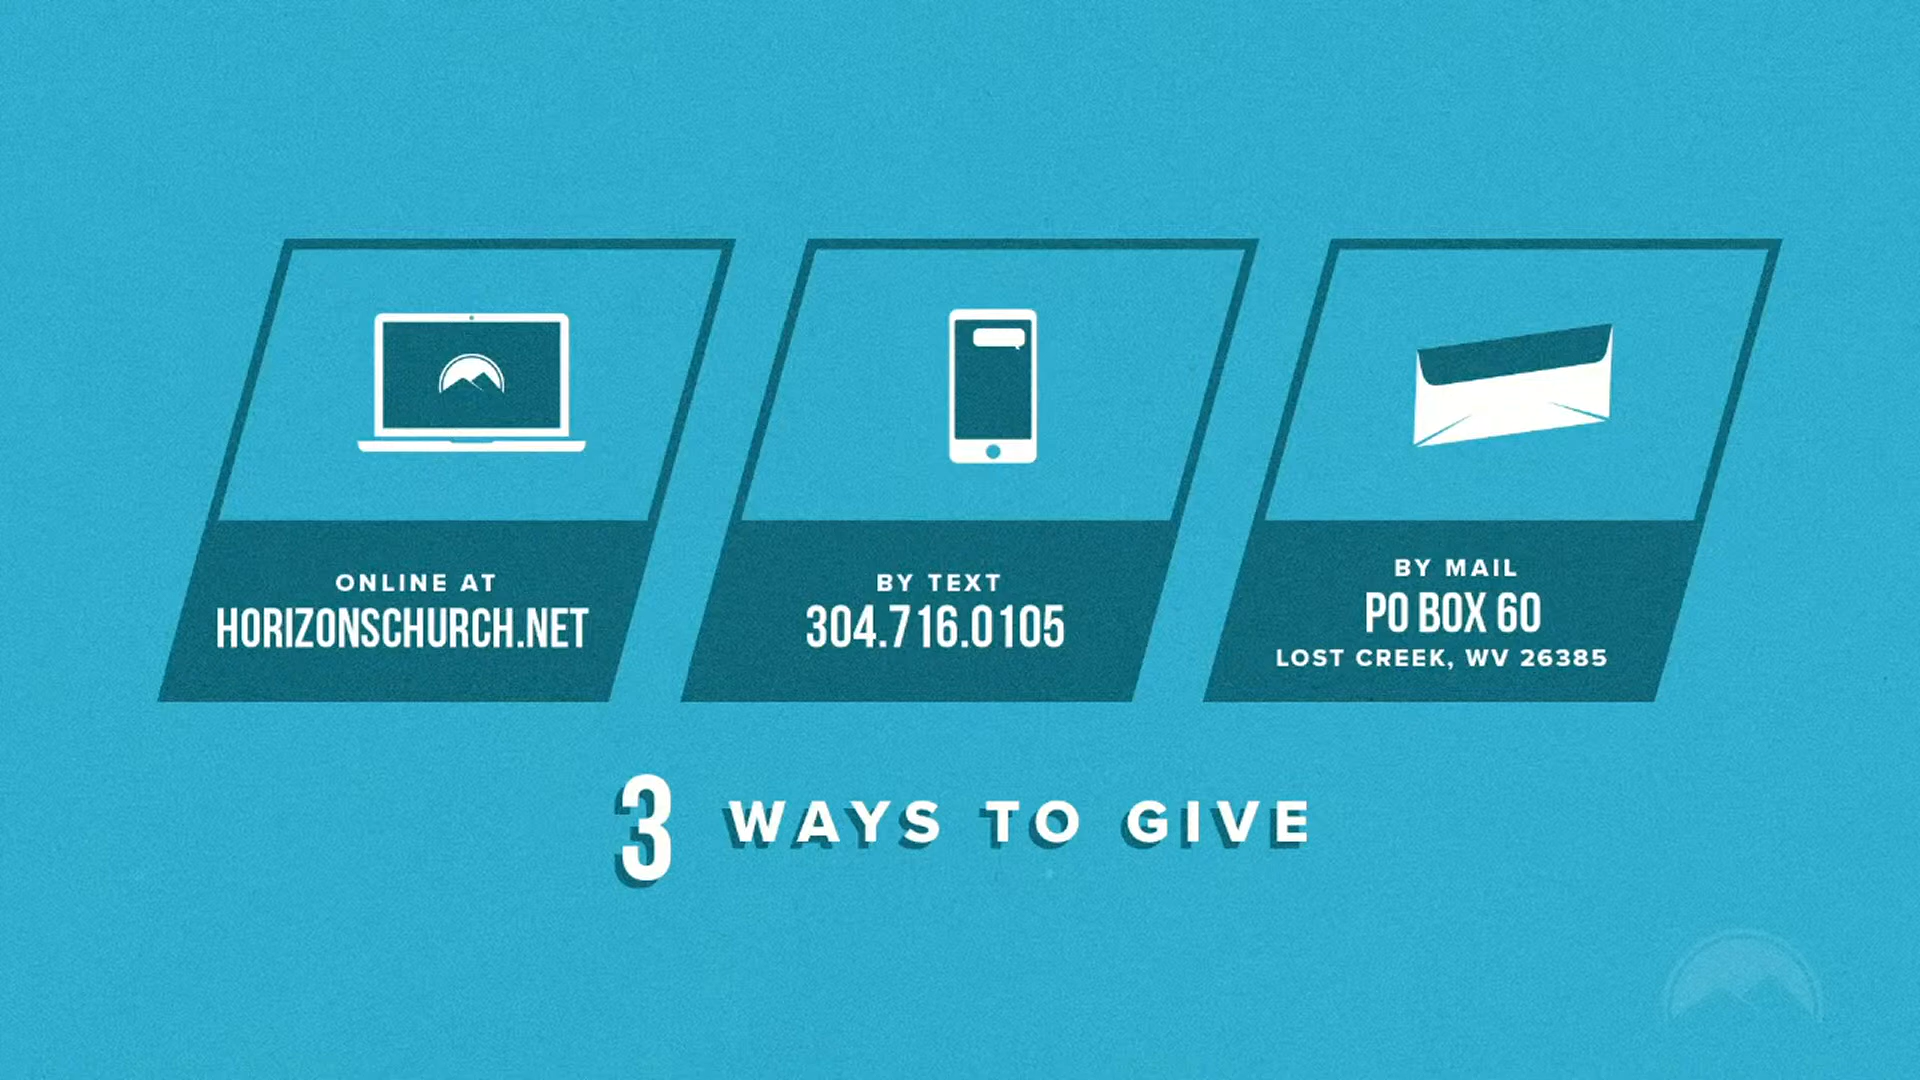 ONLINE AT
HORIZONSCHURCH.NET
BY TEXT
304.716.0105
BY MAIL
PO BOX 60
LOST CREEK, WV 26385
3 WAYS TO GIVE